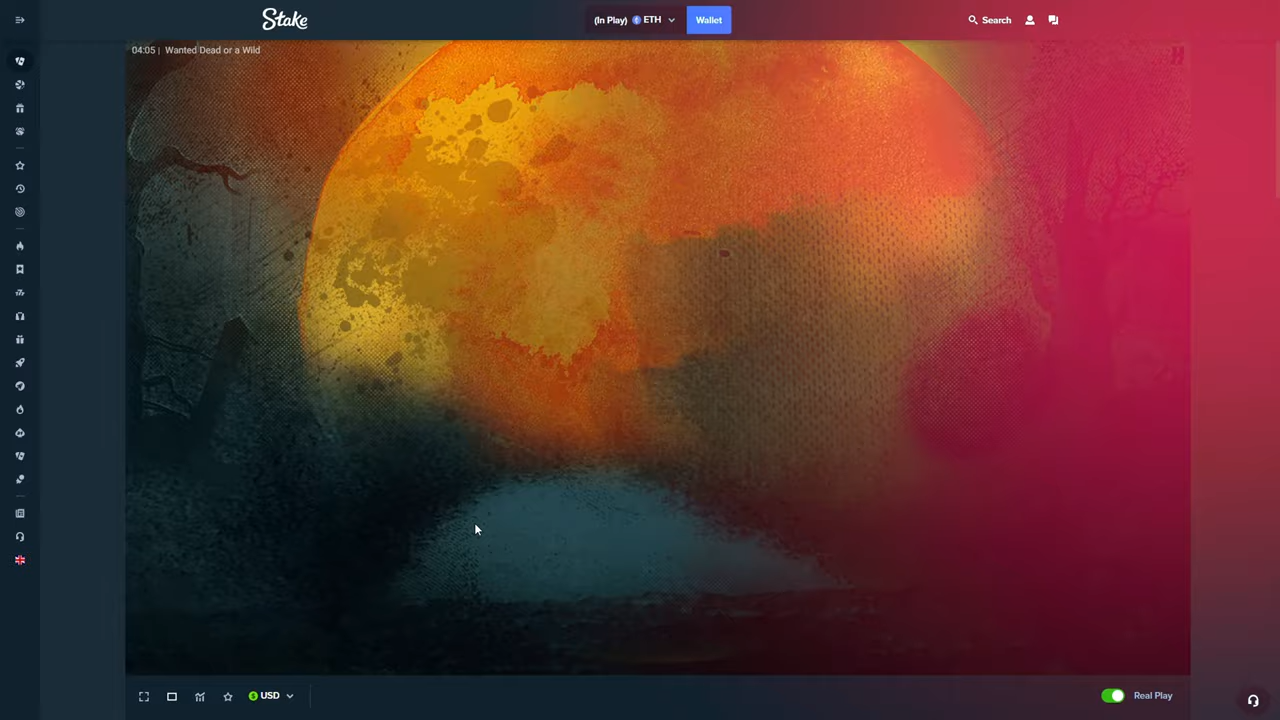 Stake
(In Play) ETH
Wallet
Search
04:05 | Wanted Dead or a Wild
USD
Real Play